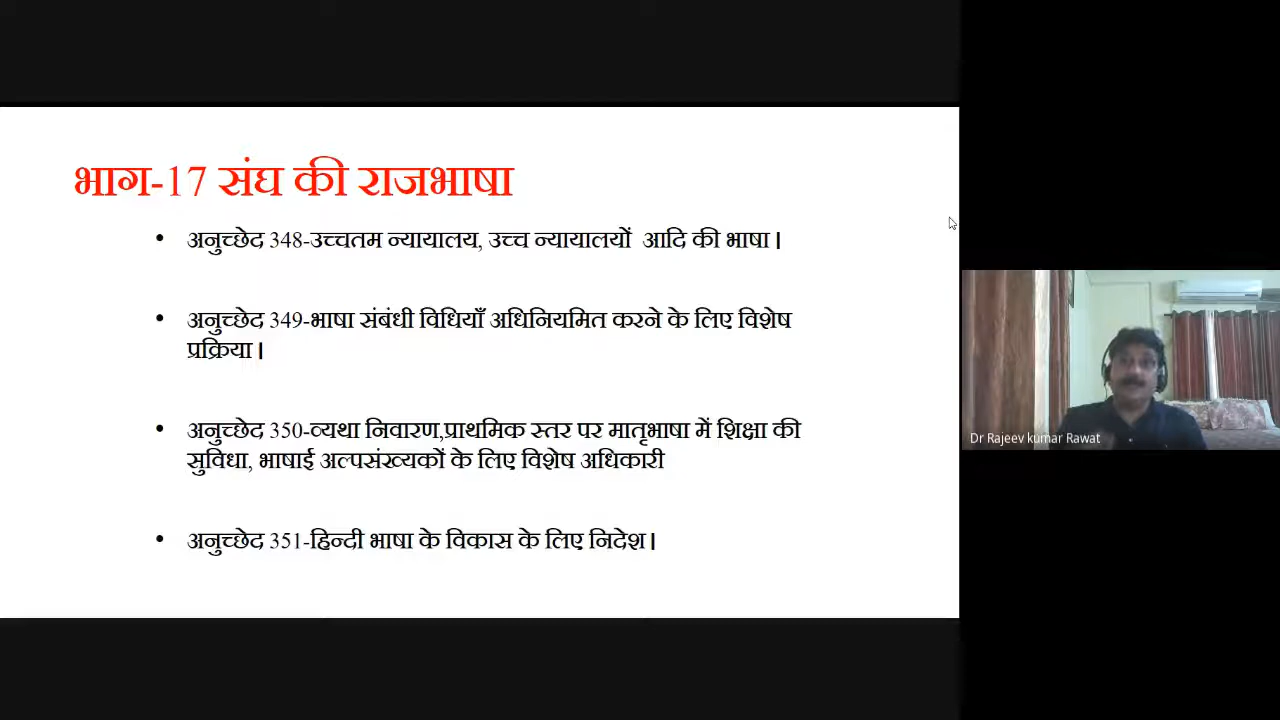 भाग-17 संघ की राजभाषा
• अनुच्छेद 348-उच्चतम न्यायालय, उच्च न्यायालयों आदि की भाषा।
• अनुच्छेद 349-भाषा संबंधी विधियाँ अधिनियमित करने के लिए विशेष
प्रक्रिया।
• अनुच्छेद 350-व्यथा निवारण,प्राथमिक स्तर पर मातृभाषा में शिक्षा की
सुविधा, भाषाई अल्पसंख्यकों के लिए विशेष अधिकारी
• अनुच्छेद 351-हिन्दी भाषा के विकास के लिए निदेश।
Dr Rajeev kumar Rawat